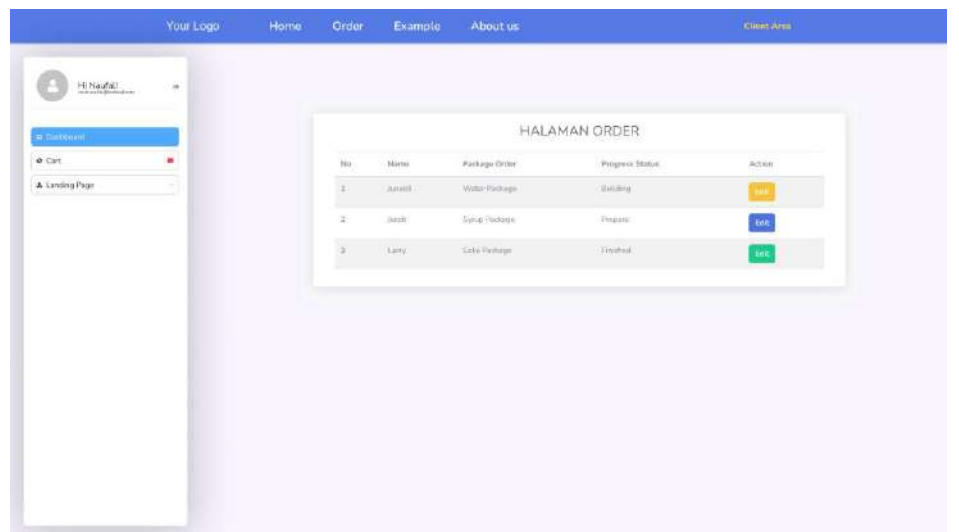 Your Logo Home Order Example About us Client Area
Hi Naufal!
Dashboard
Cart
Landing Page
HALAMAN ORDER
No Name Package Order Progress Status Action
1 Water Package Building Edit
2 Syrup Package Prepare Edit
3 Larry Package Finished Edit